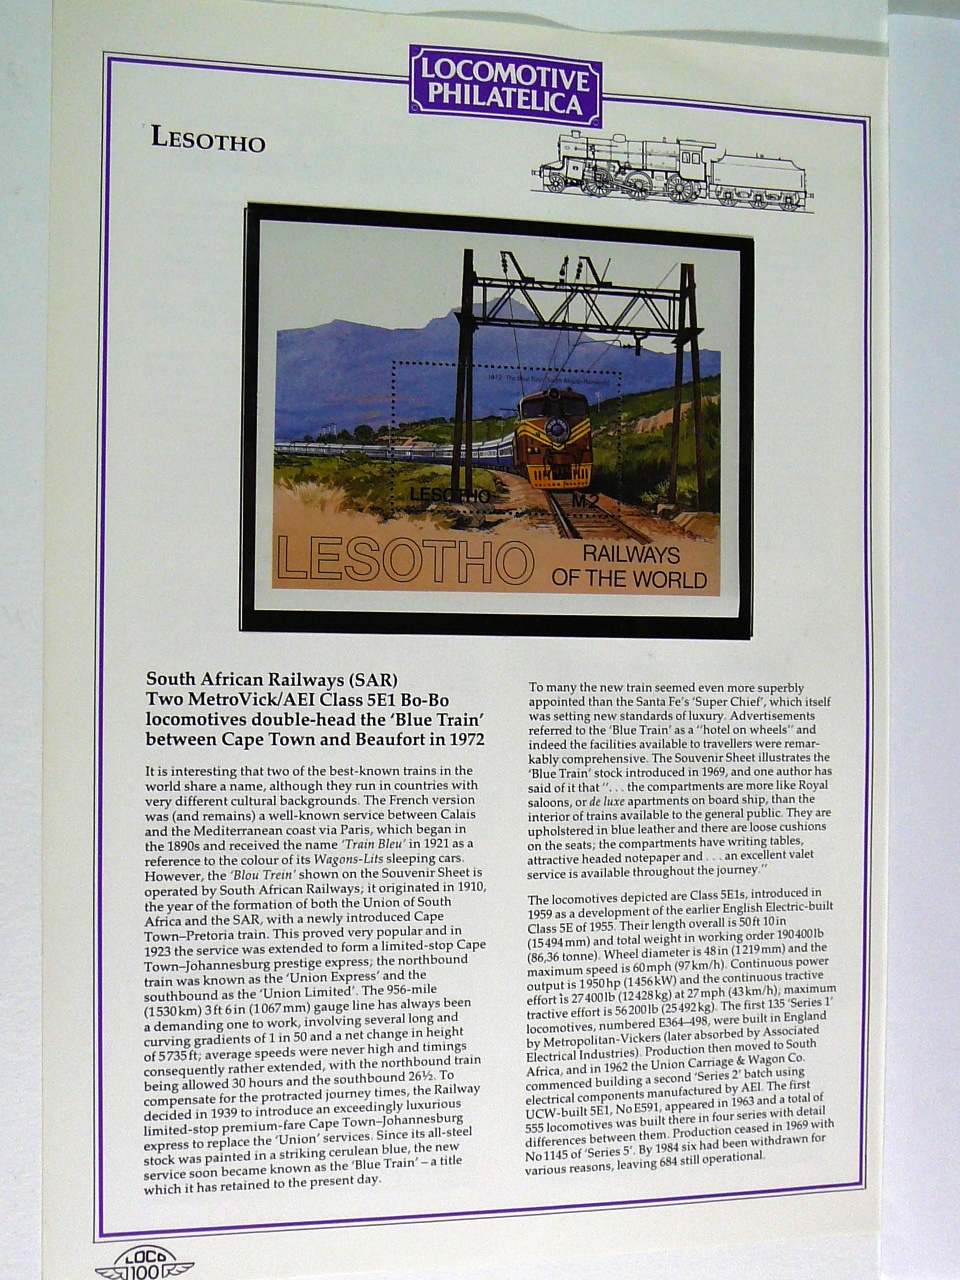 LOCOMOTIVE
PHILATELICA
LESOTHO
1972 The Blue Train South African Railways
LESOTHO
M2
LESOTHO
RAILWAYS
OF THE WORLD
South African Railways (SAR)
Two MetroVick/AEI Class 5E1 Bo-Bo
locomotives double-head the ‘Blue Train’
between Cape Town and Beaufort in 1972
It is interesting that two of the best-known trains in the
world share a name, although they run in countries with
very different cultural backgrounds. The French version
was (and remains) a well-known service between Calais
and the Mediterranean coast via Paris, which began in
the 1890s and received the name ‘Train Bleu’ in 1921 as a
reference to the colour of its Wagons-Lits sleeping cars.
However, the ‘Blou Trein’ shown on the Souvenir Sheet is
operated by South African Railways; it originated in 1910,
the year of the formation of both the Union of South
Africa and the SAR, with a newly introduced Cape
Town–Pretoria train. This proved very popular and in
1923 the service was extended to form a limited-stop Cape
Town–Johannesburg prestige express; the northbound
train was known as the ‘Union Express’ and the
southbound as the ‘Union Limited’. The 956-mile
(1530 km) 3 ft 6 in (1067 mm) gauge line has always been
a demanding one to work, involving several long and
curving gradients of 1 in 50 and a net change in height
of 5735 ft; average speeds were never high and timings
consequently rather extended, with the northbound train
being allowed 30 hours and the southbound 26½. To
compensate for the protracted journey times, the Railway
decided in 1939 to introduce an exceedingly luxurious
limited-stop premium-fare Cape Town–Johannesburg
express to replace the ‘Union’ services. Since its all-steel
stock was painted in a striking cerulean blue, the new
service soon became known as the ‘Blue Train’ – a title
which it has retained to the present day.
To many the new train seemed even more superbly
appointed than the Santa Fe's ‘Super Chief’, which itself
was setting new standards of luxury. Advertisements
referred to the ‘Blue Train’ as a “hotel on wheels” and
indeed the facilities available to travellers were remar-
kably comprehensive. The Souvenir Sheet illustrates the
‘Blue Train’ stock introduced in 1969, and one author has
said of it that “. . . the compartments are more like Royal
saloons, or de luxe apartments on board ship, than the
interior of trains available to the general public. They are
upholstered in blue leather and there are loose cushions
on the seats; the compartments have writing tables,
attractive headed notepaper and . . . an excellent valet
service is available throughout the journey.”
The locomotives depicted are Class 5E1s, introduced in
1959 as a development of the earlier English Electric-built
Class 5E of 1955. Their length overall is 50 ft 10 in
(15 494 mm) and total weight in working order 190 400 lb
(86,36 tonne). Wheel diameter is 48 in (1219 mm) and the
maximum speed is 60 mph (97 km/h). Continuous power
output is 1950 hp (1456 kW) and the continuous tractive
effort is 27 400 lb (12 428 kg) at 27 mph (43 km/h); maximum
tractive effort is 56 200 lb (25 492 kg). The first 135 ‘Series 1’
locomotives, numbered E364–498, were built in England
by Metropolitan-Vickers (later absorbed by Associated
Electrical Industries). Production then moved to South
Africa, and in 1962 the Union Carriage & Wagon Co.
commenced building a second ‘Series 2’ batch using
electrical components manufactured by AEI. The first
UCW-built 5E1, No E591, appeared in 1963 and a total of
555 locomotives was built there in four series with detail
differences between them. Production ceased in 1969 with
No 1145 of ‘Series 5’. By 1984 six had been withdrawn for
various reasons, leaving 684 still operational.
LOCO
100